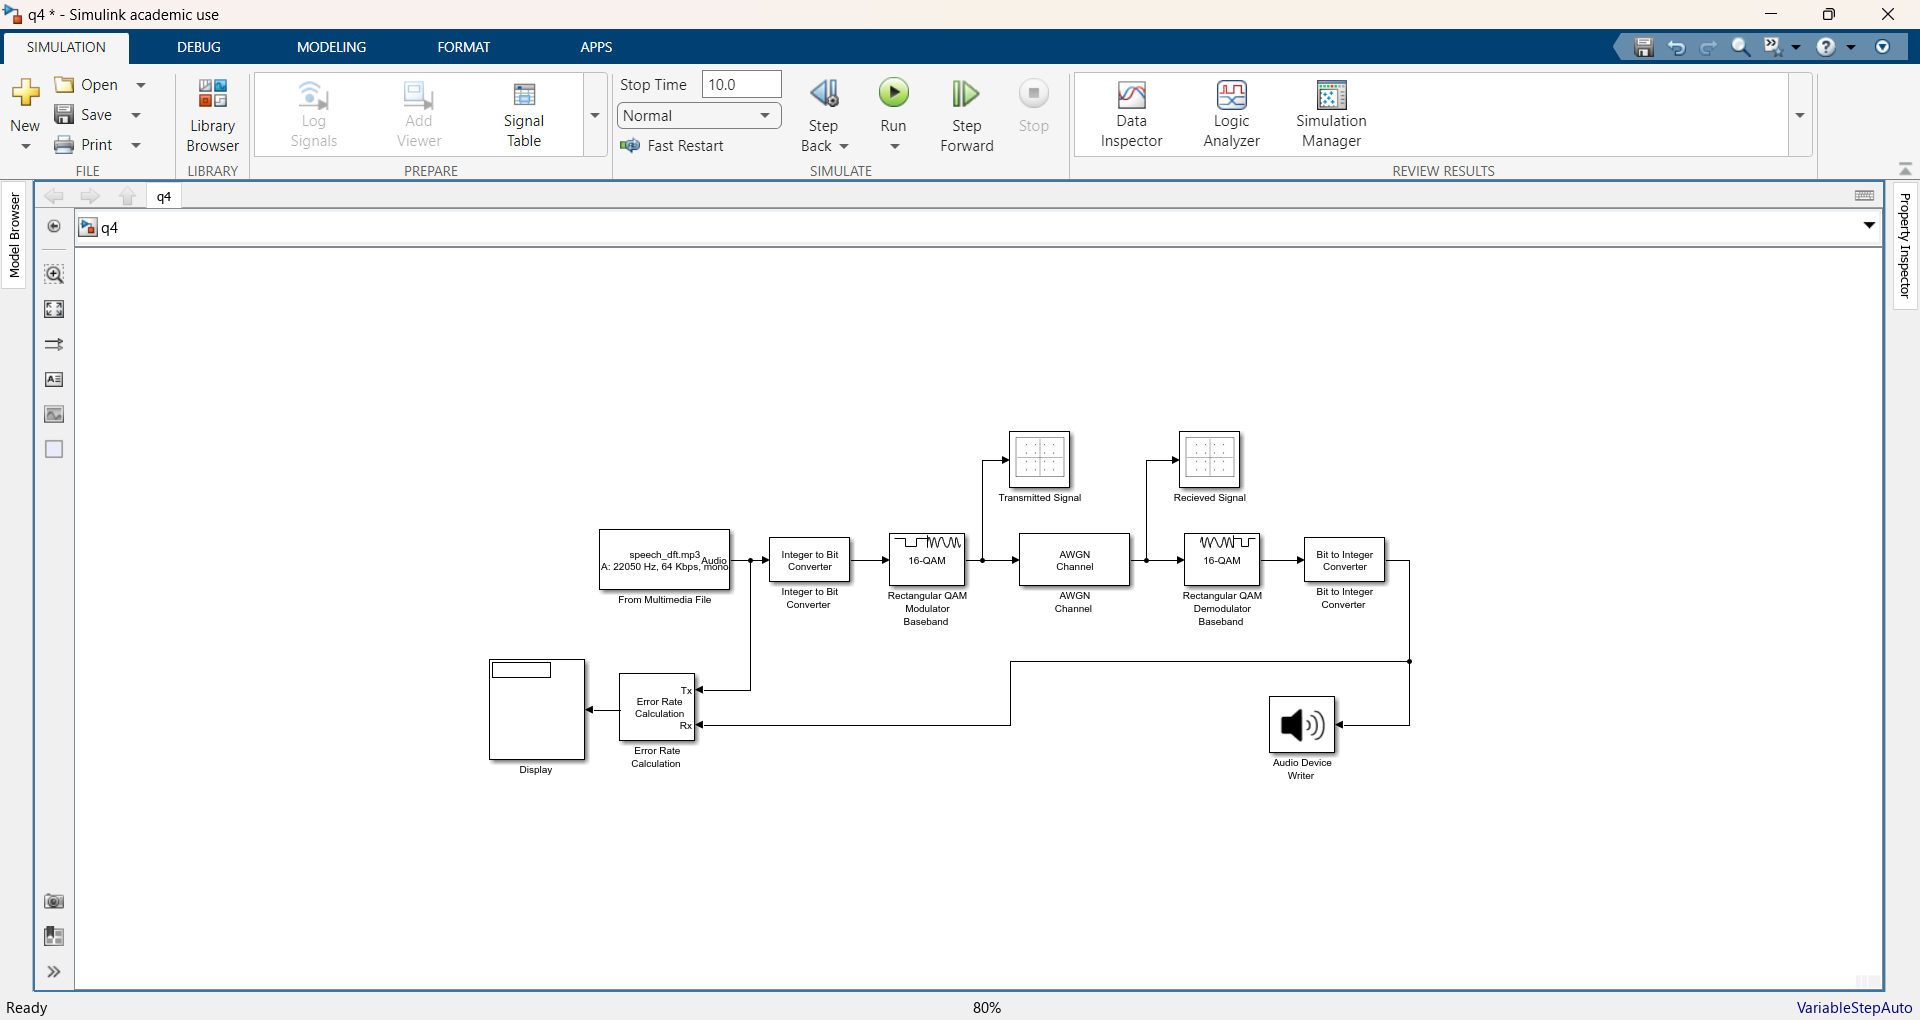 q4 * - Simulink academic use
SIMULATION
DEBUG
MODELING
FORMAT
APPS
New
Open
Save
Print
FILE
Library
Browser
LIBRARY
Log
Signals
Add
Viewer
Signal
Table
PREPARE
Stop Time 10.0
Normal
Fast Restart
Step
Back
Run
Step
Forward
Stop
SIMULATE
Data
Inspector
Logic
Analyzer
Simulation
Manager
REVIEW RESULTS
Model Browser
Property Inspector
q4
q4
Transmitted Signal
Recieved Signal
speech_dft.mp3
Audio
A: 22050 Hz, 64 Kbps, mono
From Multimedia File
Integer to Bit
Converter
Integer to Bit
Converter
16-QAM
Rectangular QAM
Modulator
Baseband
AWGN
Channel
AWGN
Channel
16-QAM
Rectangular QAM
Demodulator
Baseband
Bit to Integer
Converter
Bit to Integer
Converter
Display
Tx
Error Rate
Calculation
Rx
Error Rate
Calculation
Audio Device
Writer
Ready
80%
VariableStepAuto